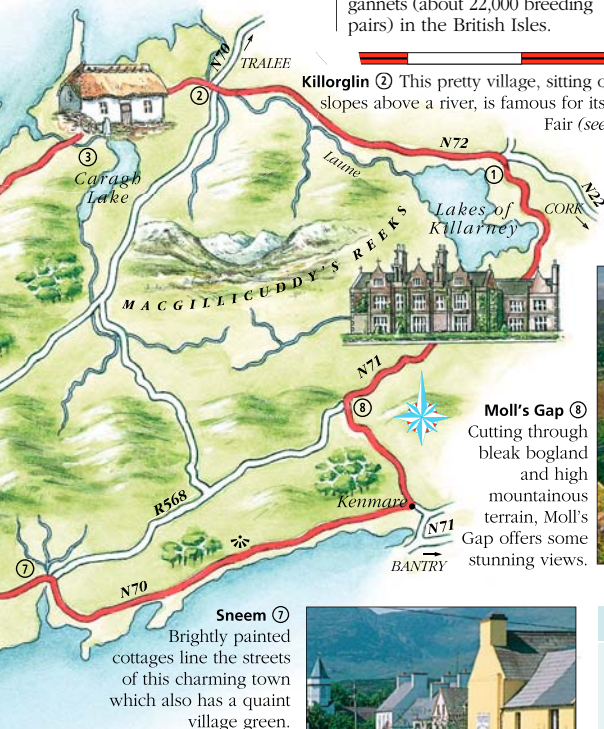 gannets (about 22,000 breeding
pairs) in the British Isles.
N70
TRALEE
Killorglin ② This pretty village, sitting
slopes above a river, is famous for its
Fair (see
②
③
Caragh
Lake
Laune
N72
①
N22
CORK
Lakes of
Killarney
MACGILLICUDDY'S REEKS
N71
⑧
Moll's Gap ⑧
Cutting through
bleak bogland
and high
mountainous
terrain, Moll's
Gap offers some
stunning views.
R568
Kenmare
N71
BANTRY
⑦
N70
Sneem ⑦
Brightly painted
cottages line the streets
of this charming town
which also has a quaint
village green.